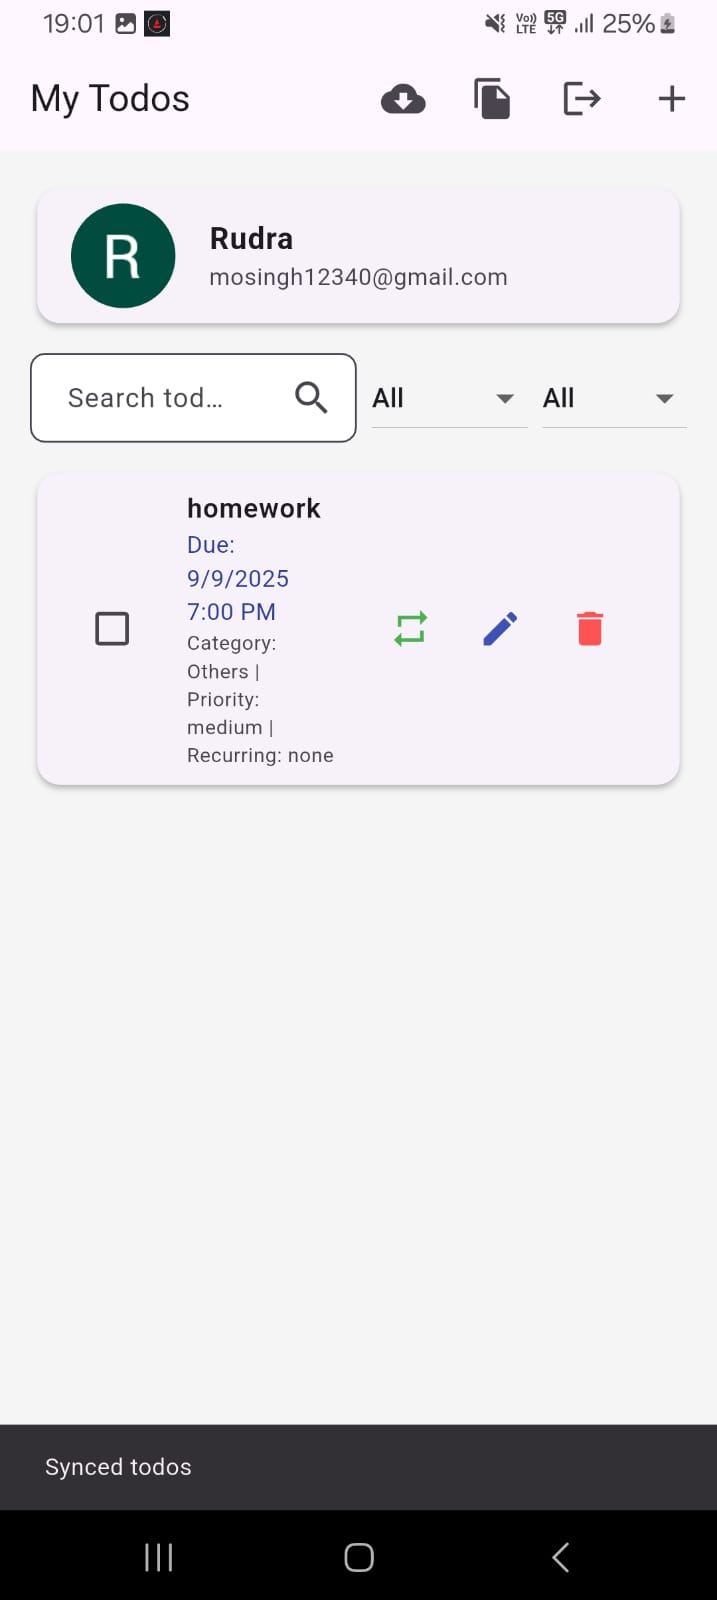 19:01
Vo)) LTE 5G 25%
My Todos
R
Rudra
mosingh12340@gmail.com
Search tod...
All
All
homework
Due:
9/9/2025
7:00 PM
Category:
Others |
Priority:
medium |
Recurring: none
Synced todos